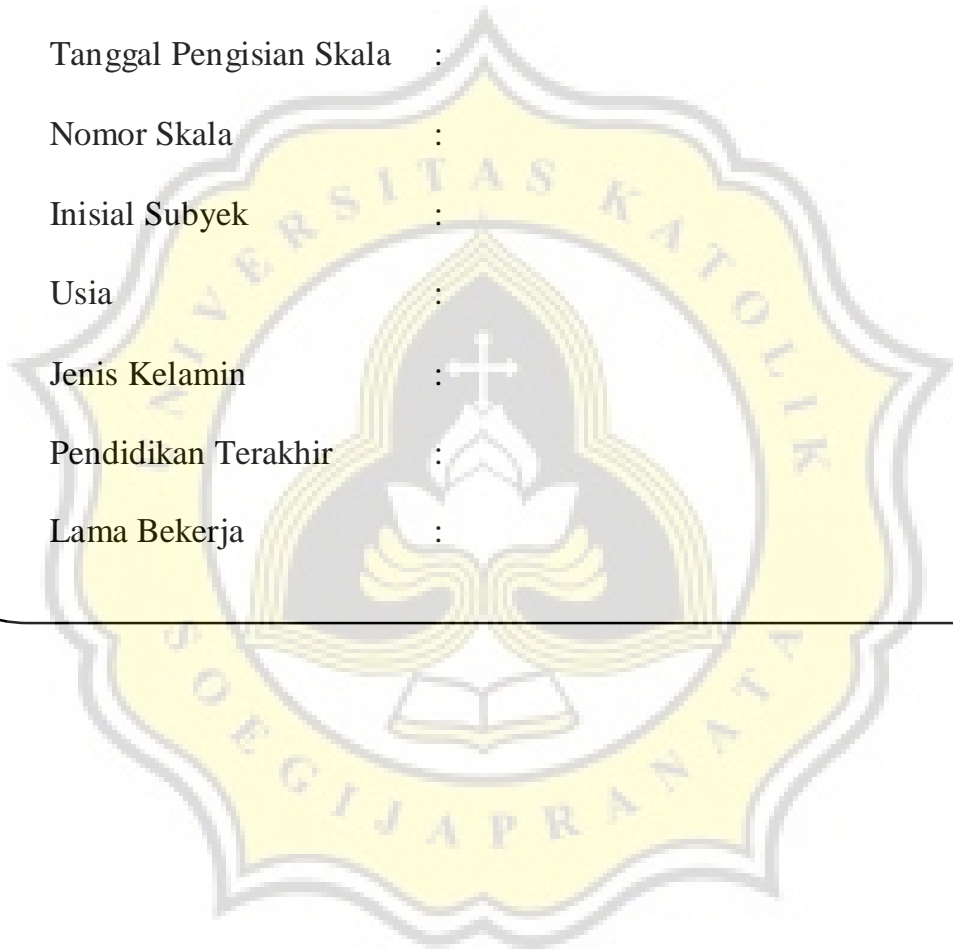 Tanggal Pengisian Skala :
Nomor Skala :
Inisial Subyek :
Usia :
Jenis Kelamin :
Pendidikan Terakhir :
Lama Bekerja :
UNIVERSITAS KATOLIK
SOEGIJAPRANATA